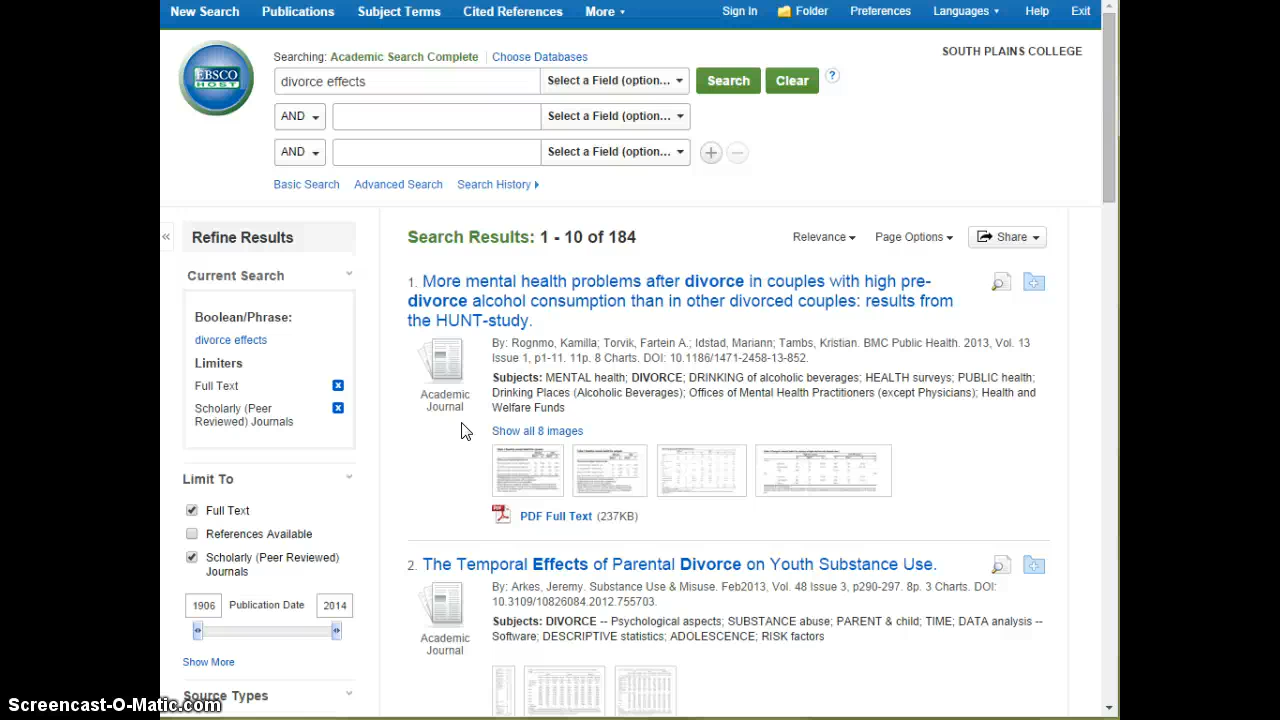 New Search Publications Subject Terms Cited References More Sign In Folder Preferences Languages Help Exit
EBSCO HOST
Searching: Academic Search Complete Choose Databases
SOUTH PLAINS COLLEGE
divorce effects Select a Field (option... Search Clear ?
AND Select a Field (option...
AND Select a Field (option...
Basic Search Advanced Search Search History
«
Refine Results
Current Search
Boolean/Phrase:
divorce effects
Limiters
Full Text
Scholarly (Peer
Reviewed) Journals
Limit To
Full Text
References Available
Scholarly (Peer Reviewed)
Journals
1906 Publication Date 2014
Show More
Source Types
Search Results: 1 - 10 of 184 Relevance Page Options Share
1. More mental health problems after divorce in couples with high pre-
divorce alcohol consumption than in other divorced couples: results from
the HUNT-study.
By: Rognmo, Kamilla; Torvik, Fartein A.; Idstad, Mariann; Tambs, Kristian. BMC Public Health. 2013, Vol. 13
Issue 1, p1-11. 11p. 8 Charts. DOI: 10.1186/1471-2458-13-852.
Academic
Journal
Subjects: MENTAL health; DIVORCE; DRINKING of alcoholic beverages; HEALTH surveys; PUBLIC health;
Drinking Places (Alcoholic Beverages); Offices of Mental Health Practitioners (except Physicians); Health and
Welfare Funds
Show all 8 images
PDF Full Text (237KB)
2. The Temporal Effects of Parental Divorce on Youth Substance Use.
By: Arkes, Jeremy. Substance Use & Misuse. Feb2013, Vol. 48 Issue 3, p290-297. 8p. 3 Charts. DOI:
10.3109/10826084.2012.755703.
Academic
Journal
Subjects: DIVORCE -- Psychological aspects; SUBSTANCE abuse; PARENT & child; TIME; DATA analysis --
Software; DESCRIPTIVE statistics; ADOLESCENCE; RISK factors
Screencast-O-Matic.com